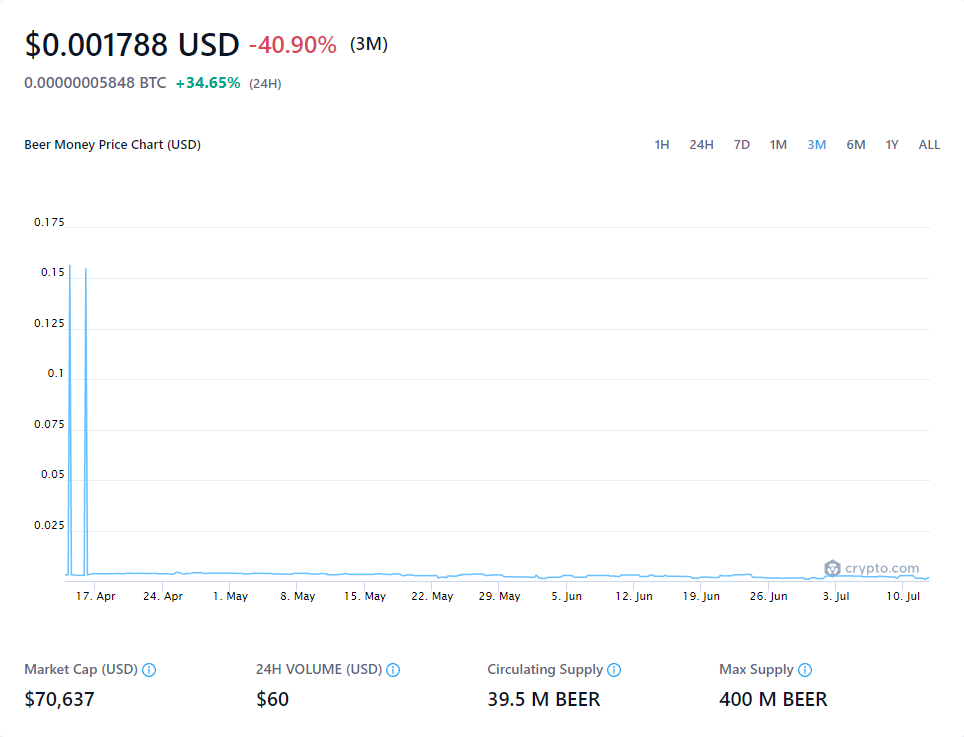 $0.001788 USD -40.90% (3M)
0.00000005848 BTC +34.65% (24H)
Beer Money Price Chart (USD) 1H 24H 7D 1M 3M 6M 1Y ALL
0.175
0.15
0.125
0.1
0.075
0.05
0.025
crypto.com
17. Apr 24. Apr 1. May 8. May 15. May 22. May 29. May 5. Jun 12. Jun 19. Jun 26. Jun 3. Jul 10. Jul
Market Cap (USD) 24H VOLUME (USD) Circulating Supply Max Supply
$70,637 $60 39.5 M BEER 400 M BEER